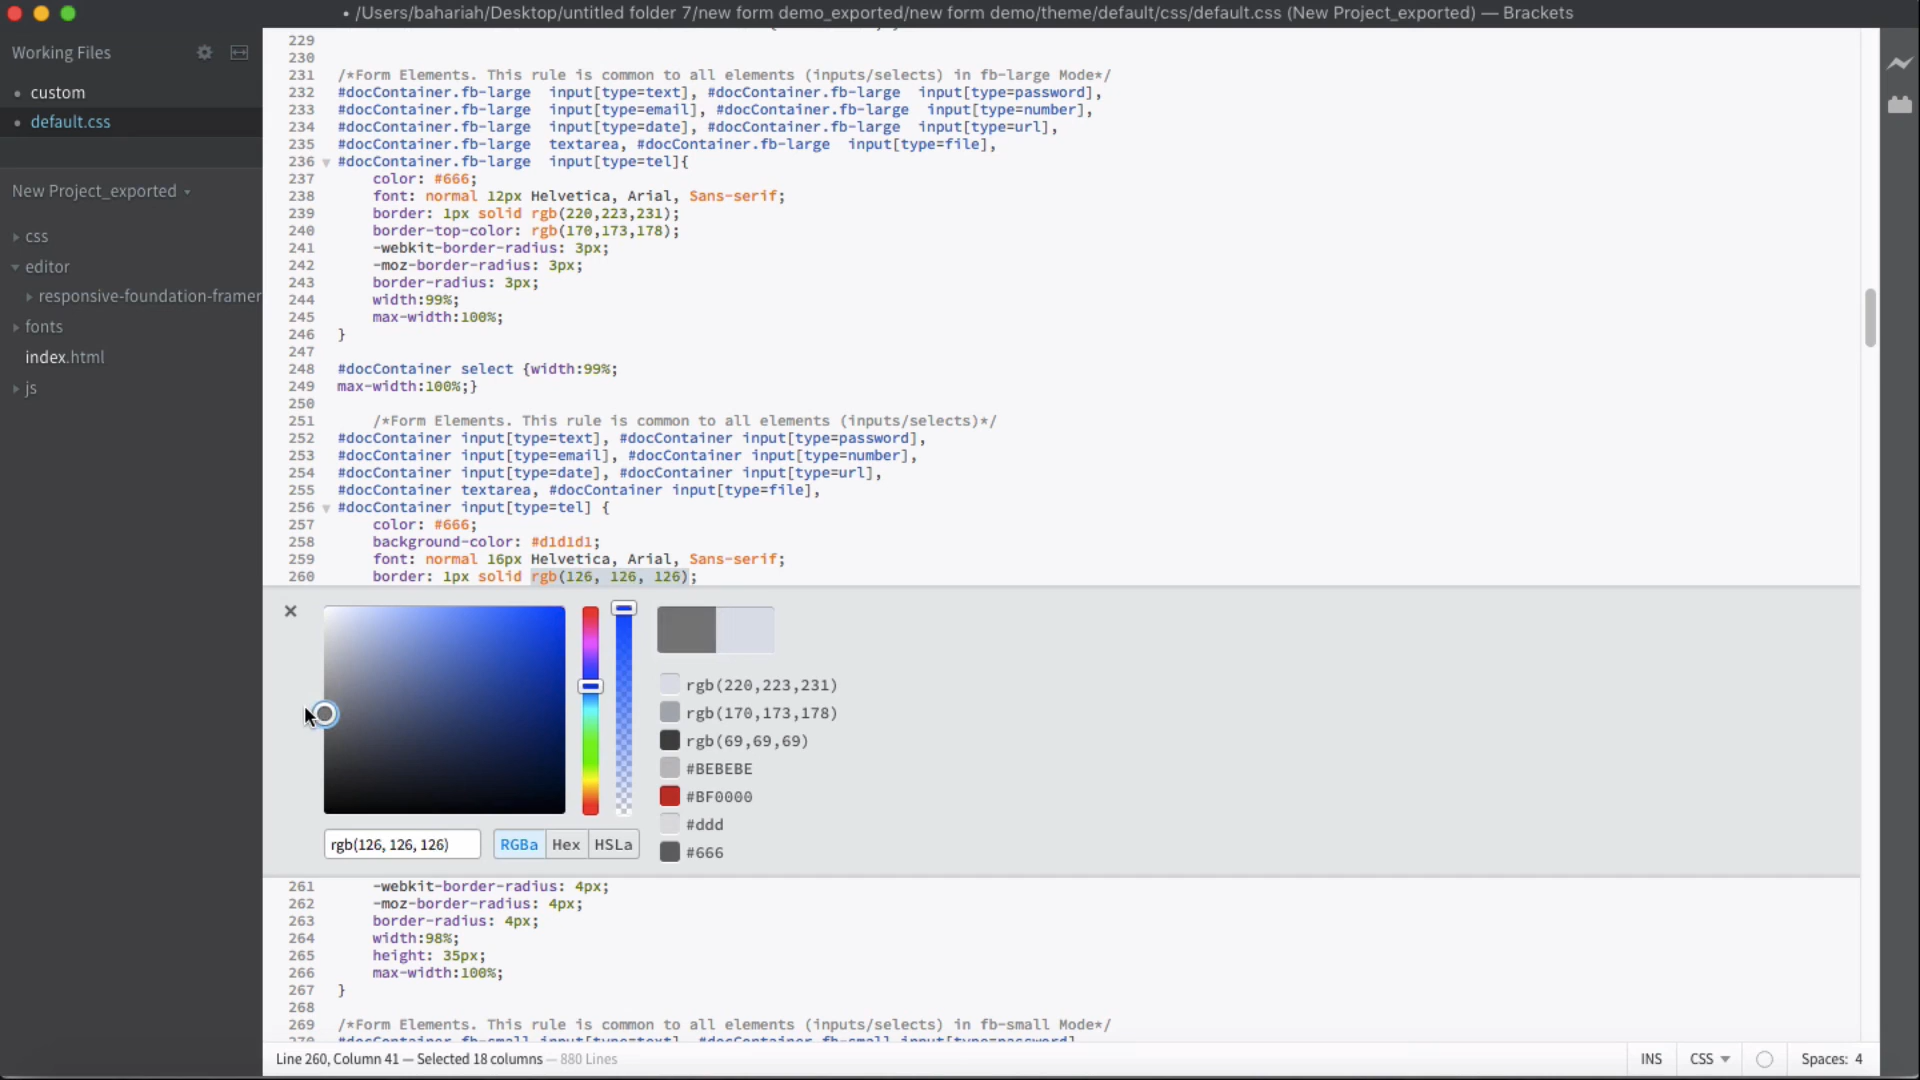 • /Users/bahariah/Desktop/untitled folder 7/new form demo_exported/new form demo/theme/default/css/default.css (New Project_exported) — Brackets
Working Files
custom
default.css
New Project_exported
css
editor
responsive-foundation-framer
fonts
index.html
js
229
230
231 /*Form Elements. This rule is common to all elements (inputs/selects) in fb-large Mode*/
232 #docContainer.fb-large  input[type=text], #docContainer.fb-large  input[type=password],
233 #docContainer.fb-large  input[type=email], #docContainer.fb-large  input[type=number],
234 #docContainer.fb-large  input[type=date], #docContainer.fb-large  input[type=url],
235 #docContainer.fb-large  textarea, #docContainer.fb-large  input[type=file],
236 #docContainer.fb-large  input[type=tel]{
237     color: #666;
238     font: normal 12px Helvetica, Arial, Sans-serif;
239     border: 1px solid rgb(220,223,231);
240     border-top-color: rgb(170,173,178);
241     -webkit-border-radius: 3px;
242     -moz-border-radius: 3px;
243     border-radius: 3px;
244     width:99%;
245     max-width:100%;
246 }
247
248 #docContainer select {width:99%;
249 max-width:100%;}
250
251     /*Form Elements. This rule is common to all elements (inputs/selects)*/
252 #docContainer input[type=text], #docContainer input[type=password],
253 #docContainer input[type=email], #docContainer input[type=number],
254 #docContainer input[type=date], #docContainer input[type=url],
255 #docContainer textarea, #docContainer input[type=file],
256 #docContainer input[type=tel] {
257     color: #666;
258     background-color: #d1d1d1;
259     font: normal 16px Helvetica, Arial, Sans-serif;
260     border: 1px solid rgb(126, 126, 126);
rgb(220,223,231)
rgb(170,173,178)
rgb(69,69,69)
#BEBEBE
#BF0000
#ddd
#666
rgb(126, 126, 126)
RGBa Hex HSLa
261     -webkit-border-radius: 4px;
262     -moz-border-radius: 4px;
263     border-radius: 4px;
264     width:98%;
265     height: 35px;
266     max-width:100%;
267 }
268
269 /*Form Elements. This rule is common to all elements (inputs/selects) in fb-small Mode*/
270 #docContainer.fb-small input[type=text], #docContainer.fb-small input[type=password],
Line 260, Column 41 — Selected 18 columns — 880 Lines
INS CSS Spaces: 4